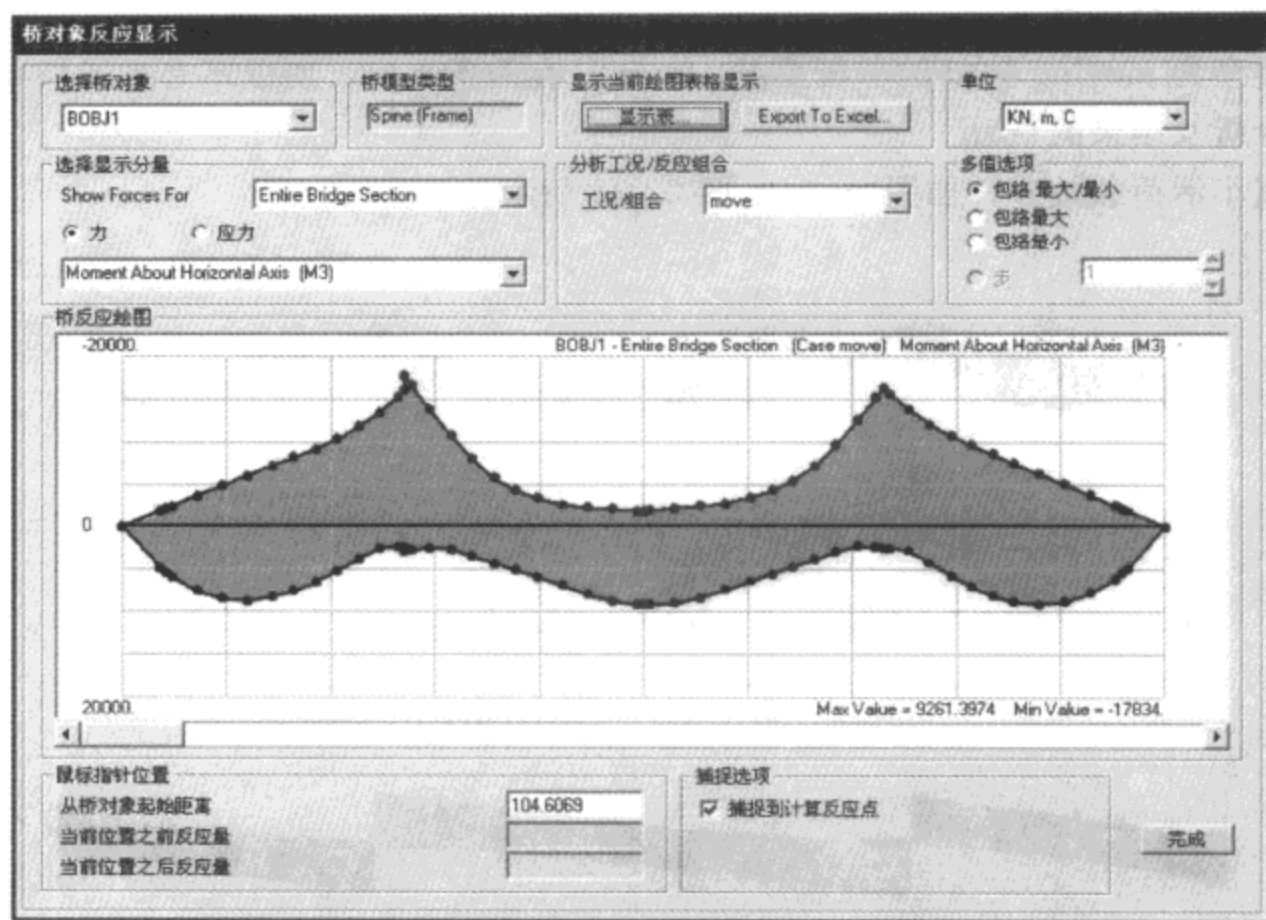 桥对象反应显示
选择桥对象
BOBJ1
桥模型类型
Spine (Frame)
显示当前绘图表格显示
显示表...
Export To Excel...
单位
KN, m, C
选择显示分量
Show Forces For
Entire Bridge Section
力
应力
Moment About Horizontal Axis (M3)
分析工况/反应组合
工况/组合
move
多值选项
包络 最大/最小
包络最大
包络最小
步
1
桥反应绘图
-20000.
BOBJ1 - Entire Bridge Section (Case move) Moment About Horizontal Axis (M3)
0
20000.
Max Value = 9261.3974 Min Value = -17834.
鼠标指针位置
从桥对象起始距离
104.6069
当前位置之前反应量
当前位置之后反应量
捕捉选项
捕捉到计算反应点
完成